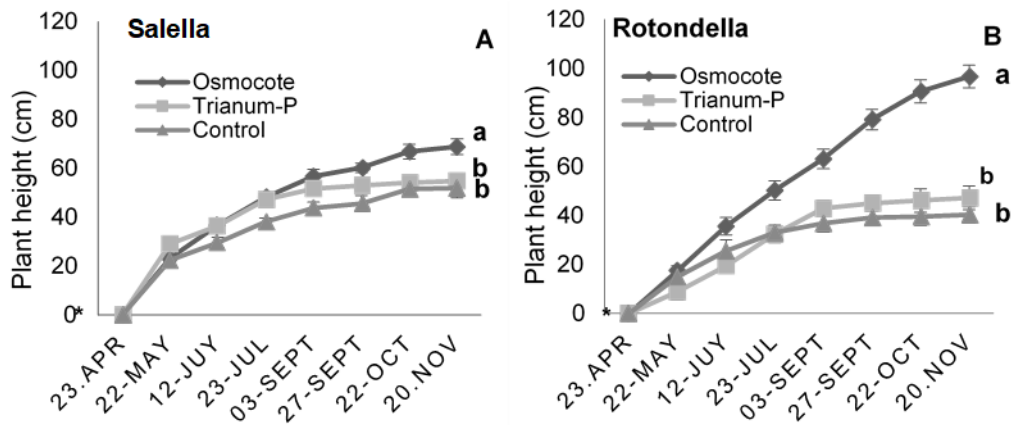 Salella
A
Plant height (cm)
120
100
80
60
40
20
0*
Osmocote
Trianum-P
Control
a
b
b
23.APR
22-MAY
12-JUY
23-JUL
03-SEPT
27-SEPT
22-OCT
20.NOV
Rotondella
B
Plant height (cm)
120
100
80
60
40
20
0
*
Osmocote
Trianum-P
Control
a
b
b
23.APR
22-MAY
12-JUY
23-JUL
03-SEPT
27-SEPT
22-OCT
20.NOV